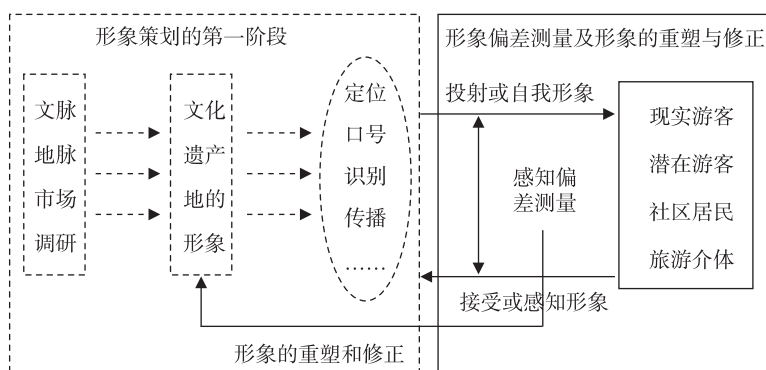 形象策划的第一阶段
文脉
地脉
市场
调研
文化
遗产
地的
形象
定位
口号
识别
传播
……
形象的重塑和修正
形象偏差测量及形象的重塑与修正
投射或自我形象
感知偏
差测量
接受或感知形象
现实游客
潜在游客
社区居民
旅游介体